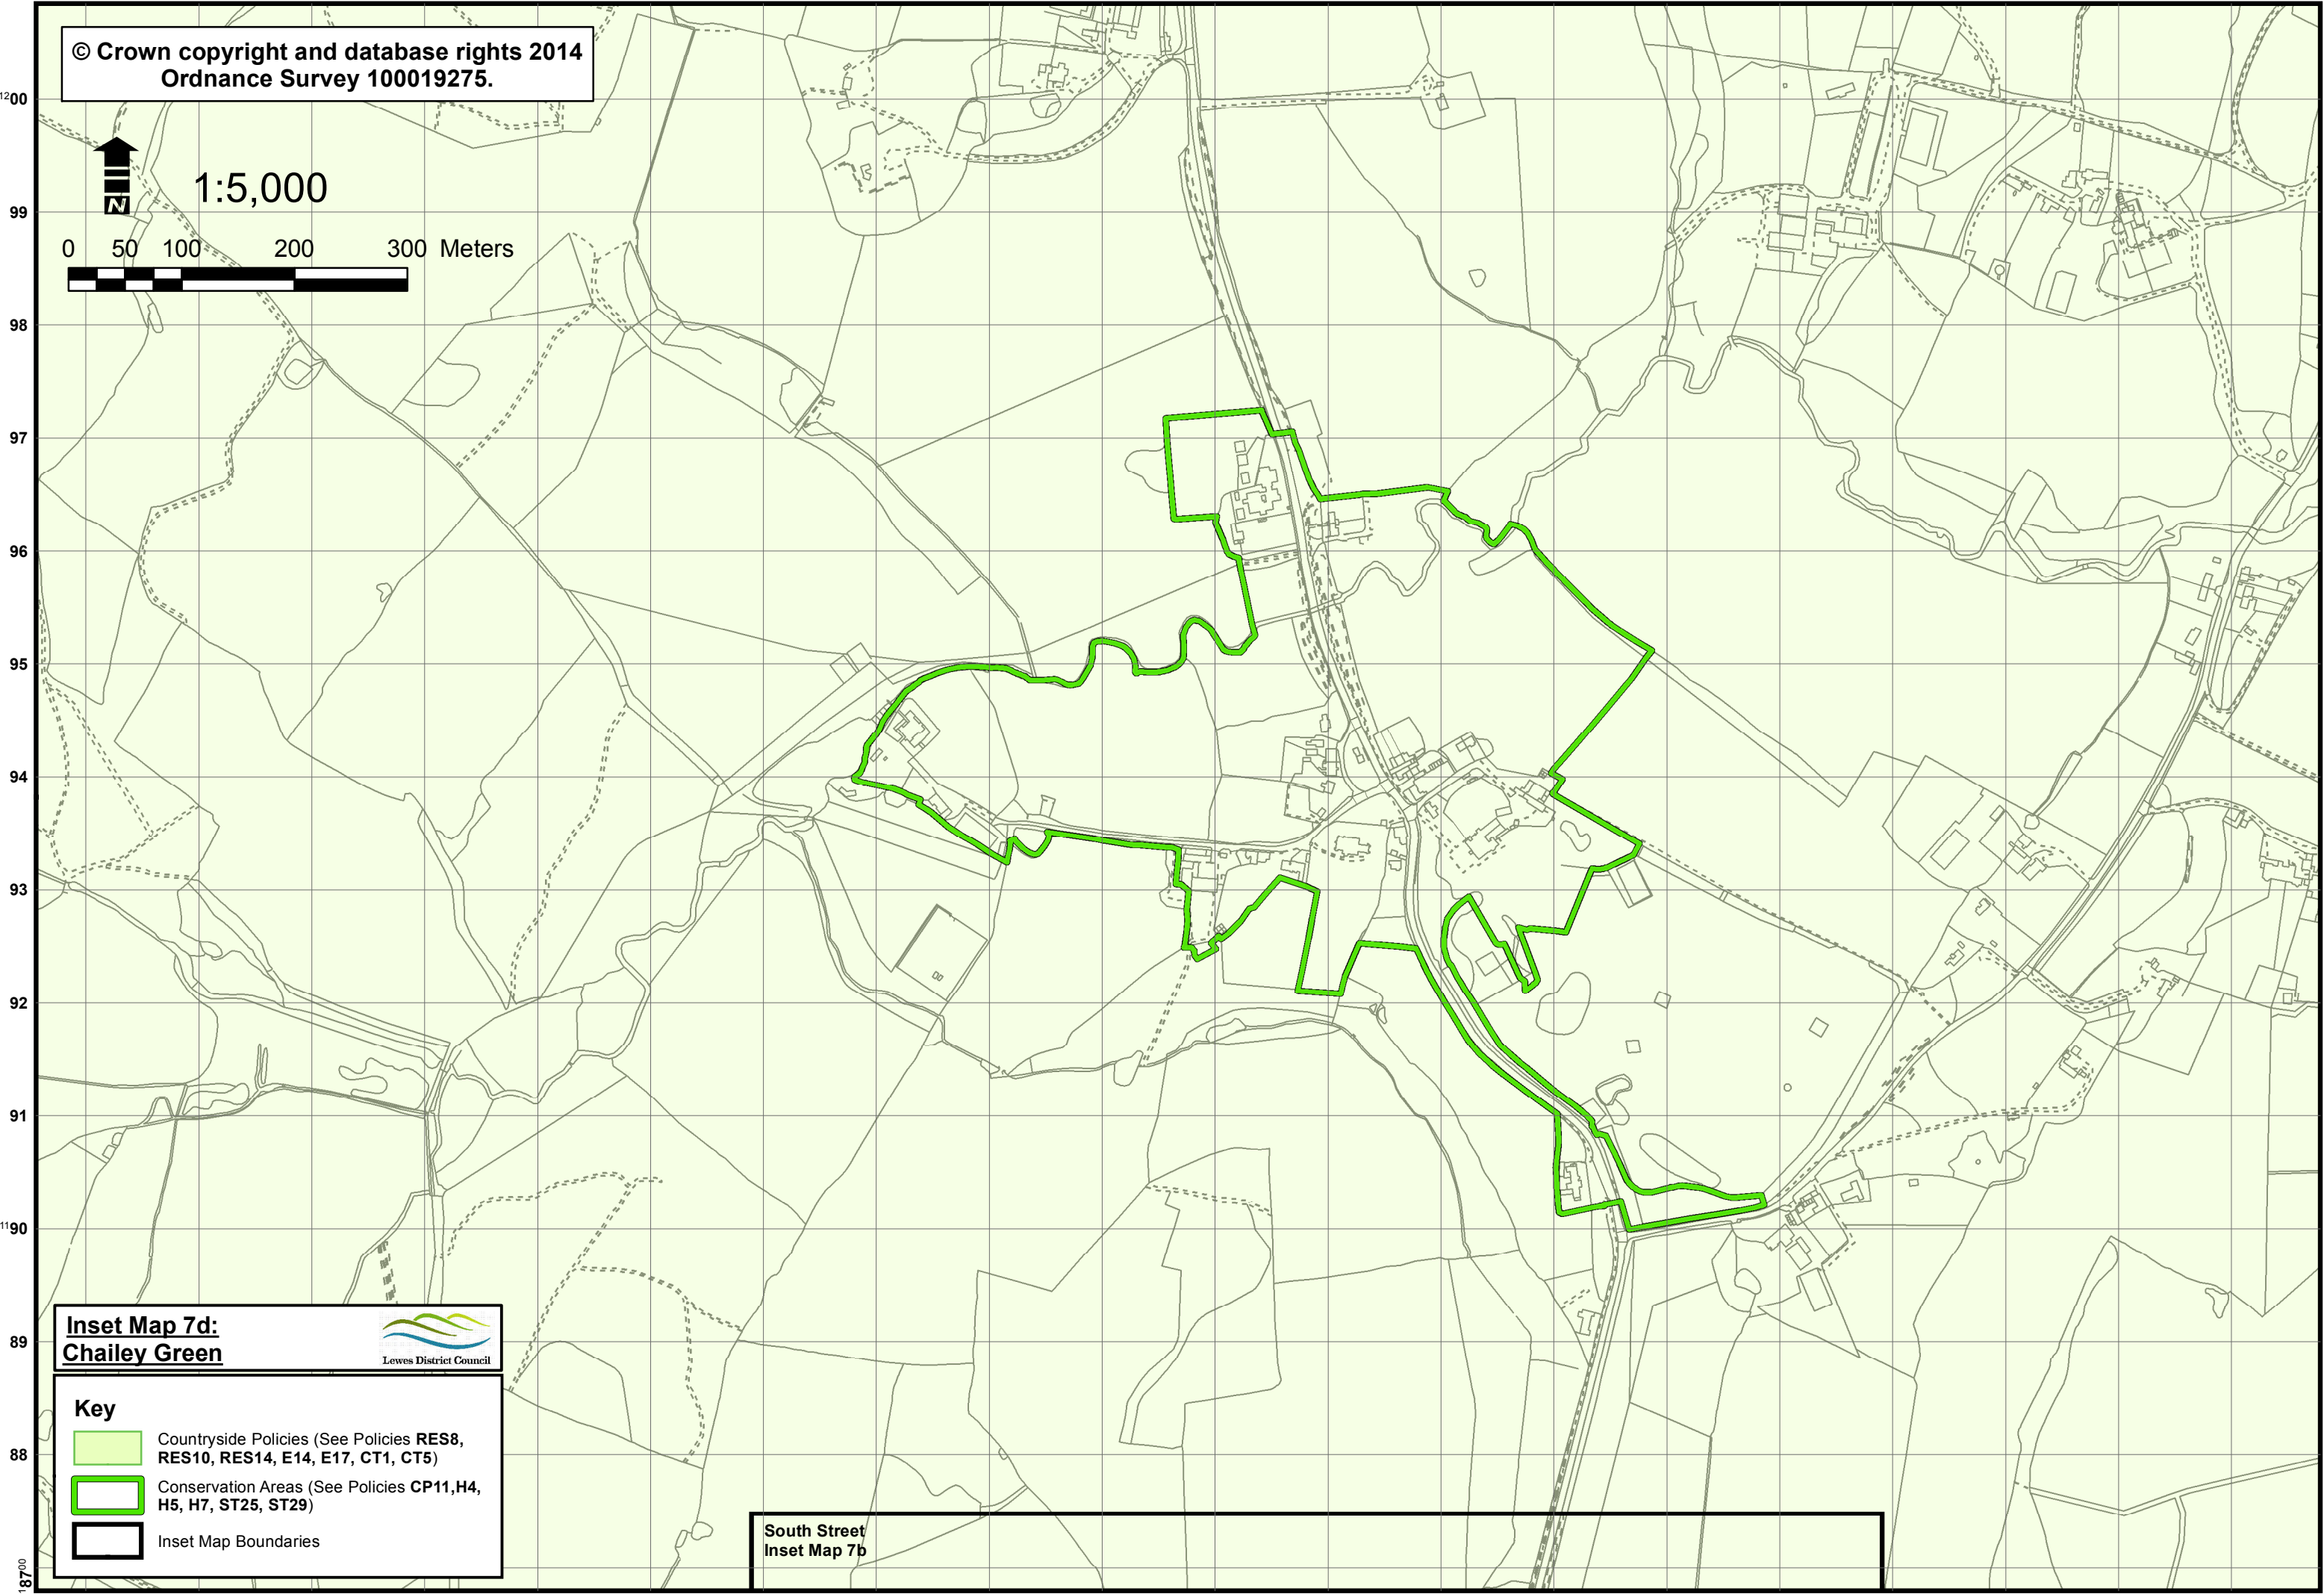 © Crown copyright and database rights 2014
Ordnance Survey 100019275.
1200
N
1:5,000
99
0 50 100 200 300 Meters
98
97
96
95
94
93
92
91
1190
89
88
18700
Inset Map 7d:
Chailey Green
Lewes District Council
Key
Countryside Policies (See Policies RES8,
RES10, RES14, E14, E17, CT1, CT5)
Conservation Areas (See Policies CP11,H4,
H5, H7, ST25, ST29)
Inset Map Boundaries
South Street
Inset Map 7b